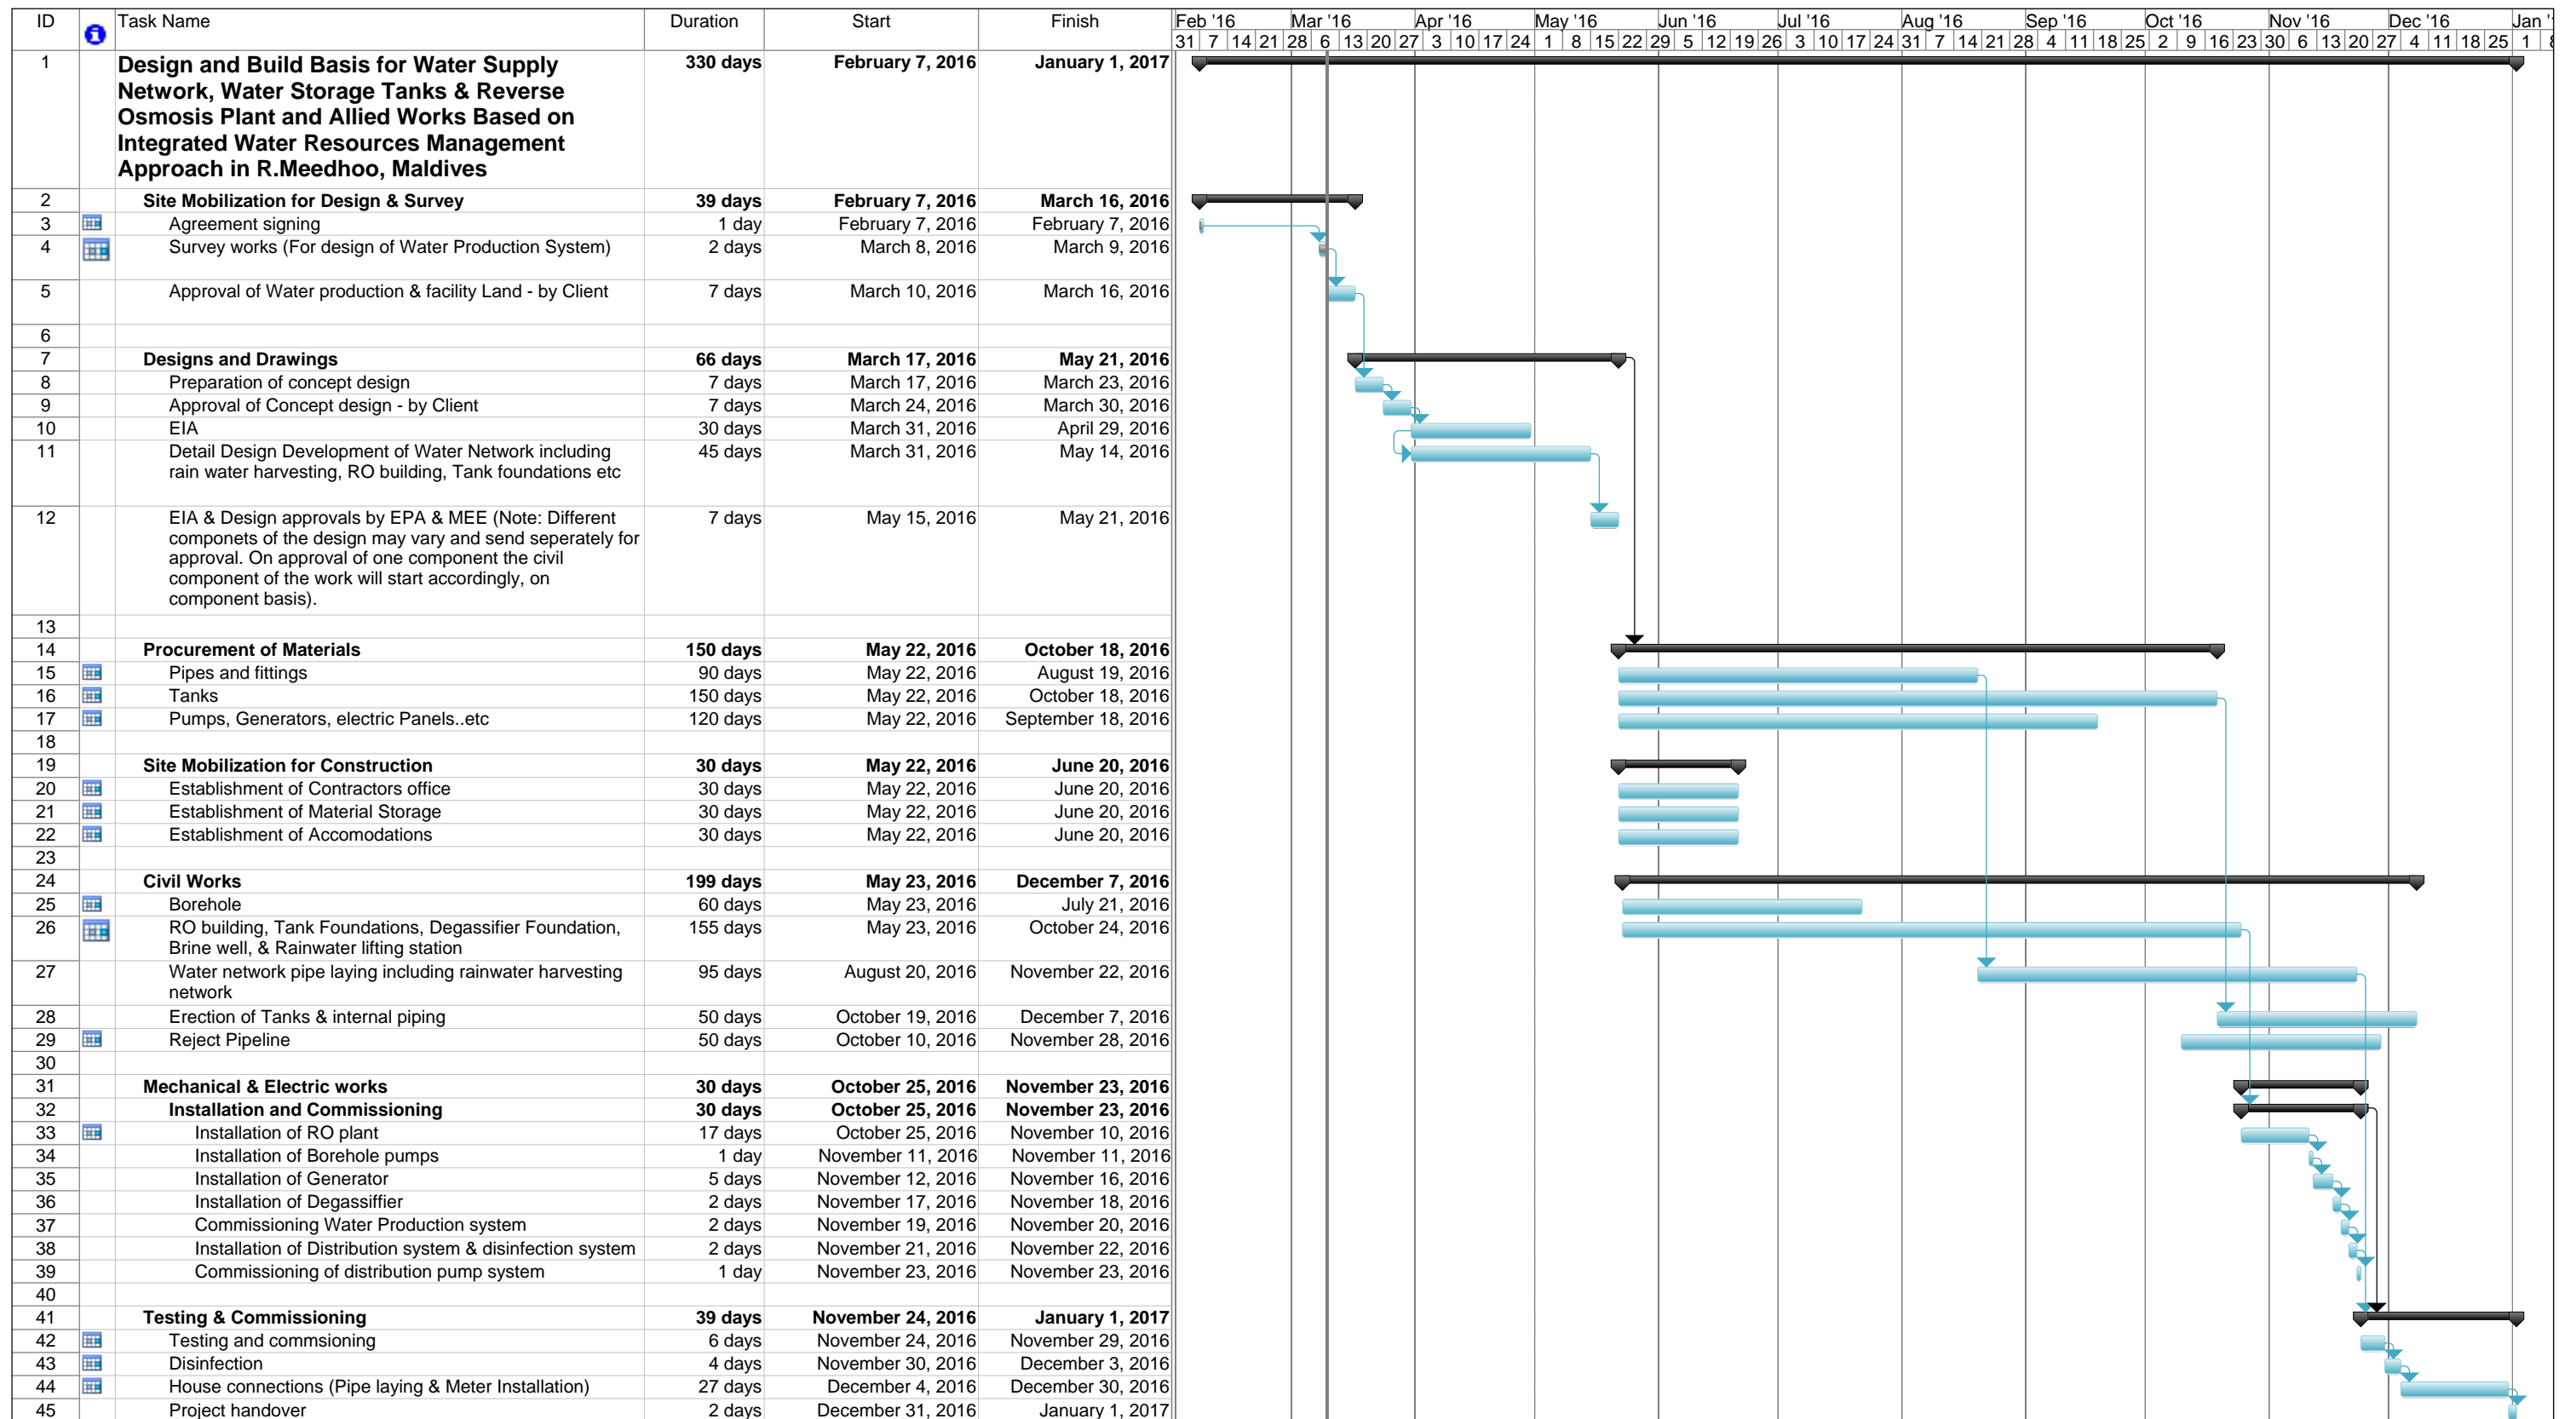 ID Task Name Duration Start Finish Feb '16 Mar '16 Apr '16 May '16 Jun '16 Jul '16 Aug '16 Sep '16 Oct '16 Nov '16 Dec '16 Jan '
31 7 14 21 28 6 13 20 27 3 10 17 24 1 8 15 22 29 5 12 19 26 3 10 17 24 31 7 14 21 28 4 11 18 25 2 9 16 23 30 6 13 20 27 4 11 18 25 1 8
1 Design and Build Basis for Water Supply 330 days February 7, 2016 January 1, 2017
Network, Water Storage Tanks & Reverse
Osmosis Plant and Allied Works Based on
Integrated Water Resources Management
Approach in R.Meedhoo, Maldives
2 Site Mobilization for Design & Survey 39 days February 7, 2016 March 16, 2016
3 Agreement signing 1 day February 7, 2016 February 7, 2016
4 Survey works (For design of Water Production System) 2 days March 8, 2016 March 9, 2016
5 Approval of Water production & facility Land - by Client 7 days March 10, 2016 March 16, 2016
6
7 Designs and Drawings 66 days March 17, 2016 May 21, 2016
8 Preparation of concept design 7 days March 17, 2016 March 23, 2016
9 Approval of Concept design - by Client 7 days March 24, 2016 March 30, 2016
10 EIA 30 days March 31, 2016 April 29, 2016
11 Detail Design Development of Water Network including 45 days March 31, 2016 May 14, 2016
rain water harvesting, RO building, Tank foundations etc
12 EIA & Design approvals by EPA & MEE (Note: Different 7 days May 15, 2016 May 21, 2016
componets of the design may vary and send seperately for
approval. On approval of one component the civil
component of the work will start accordingly, on
component basis).
13
14 Procurement of Materials 150 days May 22, 2016 October 18, 2016
15 Pipes and fittings 90 days May 22, 2016 August 19, 2016
16 Tanks 150 days May 22, 2016 October 18, 2016
17 Pumps, Generators, electric Panels..etc 120 days May 22, 2016 September 18, 2016
18
19 Site Mobilization for Construction 30 days May 22, 2016 June 20, 2016
20 Establishment of Contractors office 30 days May 22, 2016 June 20, 2016
21 Establishment of Material Storage 30 days May 22, 2016 June 20, 2016
22 Establishment of Accomodations 30 days May 22, 2016 June 20, 2016
23
24 Civil Works 199 days May 23, 2016 December 7, 2016
25 Borehole 60 days May 23, 2016 July 21, 2016
26 RO building, Tank Foundations, Degassifier Foundation, 155 days May 23, 2016 October 24, 2016
Brine well, & Rainwater lifting station
27 Water network pipe laying including rainwater harvesting 95 days August 20, 2016 November 22, 2016
network
28 Erection of Tanks & internal piping 50 days October 19, 2016 December 7, 2016
29 Reject Pipeline 50 days October 10, 2016 November 28, 2016
30
31 Mechanical & Electric works 30 days October 25, 2016 November 23, 2016
32 Installation and Commissioning 30 days October 25, 2016 November 23, 2016
33 Installation of RO plant 17 days October 25, 2016 November 10, 2016
34 Installation of Borehole pumps 1 day November 11, 2016 November 11, 2016
35 Installation of Generator 5 days November 12, 2016 November 16, 2016
36 Installation of Degassiffier 2 days November 17, 2016 November 18, 2016
37 Commissioning Water Production system 2 days November 19, 2016 November 20, 2016
38 Installation of Distribution system & disinfection system 2 days November 21, 2016 November 22, 2016
39 Commissioning of distribution pump system 1 day November 23, 2016 November 23, 2016
40
41 Testing & Commissioning 39 days November 24, 2016 January 1, 2017
42 Testing and commsioning 6 days November 24, 2016 November 29, 2016
43 Disinfection 4 days November 30, 2016 December 3, 2016
44 House connections (Pipe laying & Meter Installation) 27 days December 4, 2016 December 30, 2016
45 Project handover 2 days December 31, 2016 January 1, 2017